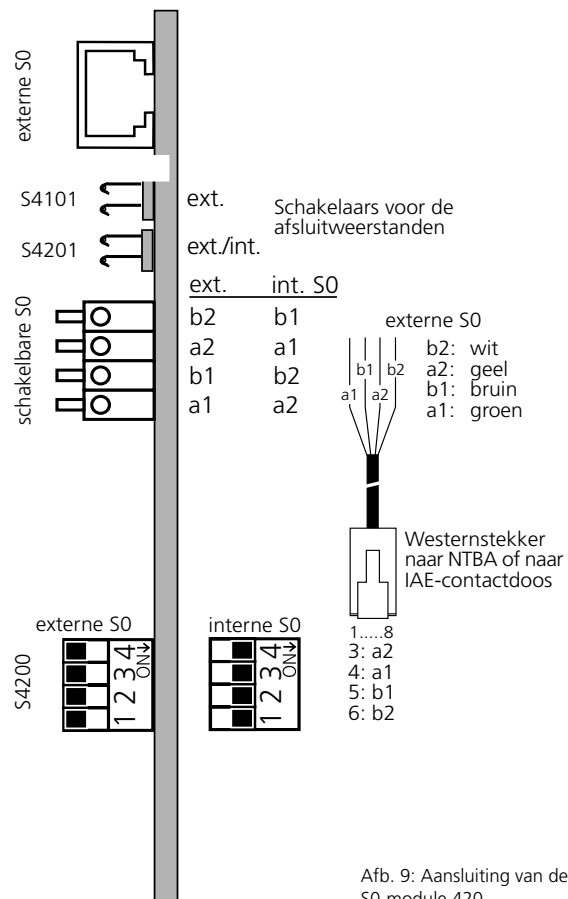 externe S0
S4101
ext.
Schakelaars voor de
afsluitweerstanden
S4201
ext./int.
ext. int. S0
schakelbare S0
b2 b1
a2 a1
b1 b2
a1 a2
externe S0
b2: wit
a2: geel
b1: bruin
a1: groen
b1 b2
a1 a2
Westernstekker
naar NTBA of naar
IAE-contactdoos
1.....8
3: a2
4: a1
5: b1
6: b2
externe S0
S4200
1 2 3 4
ON
interne S0
1 2 3 4
ON
Afb. 9: Aansluiting van de
S0-module 420